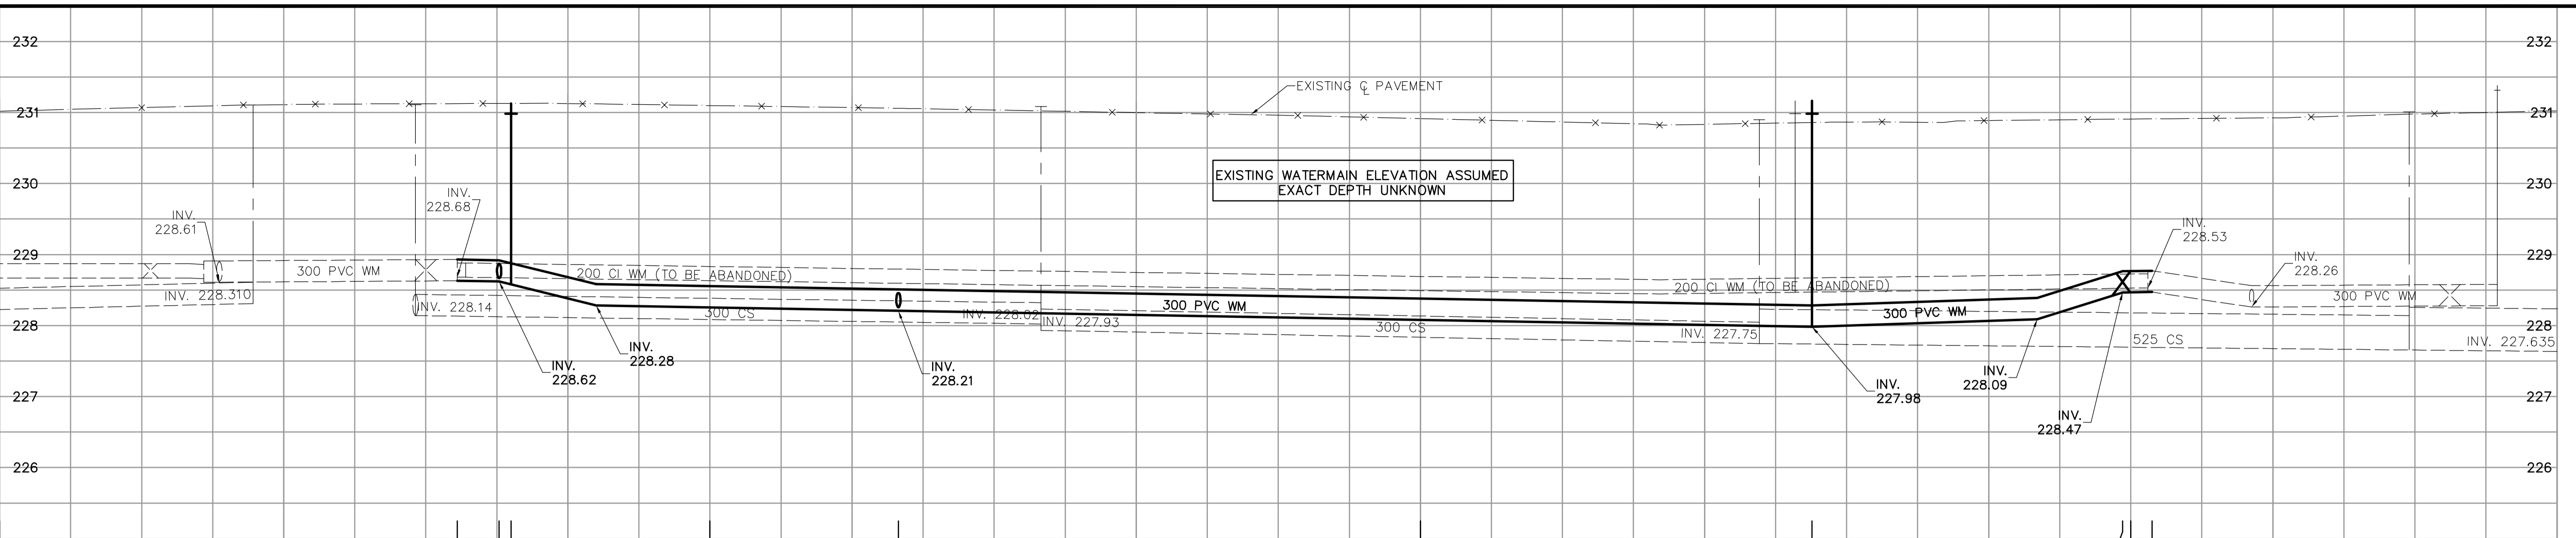 232
232
EXISTING ℄ PAVEMENT
231
231
EXISTING WATERMAIN ELEVATION ASSUMED
EXACT DEPTH UNKNOWN
230
230
INV.
228.68
INV.
228.61
INV.
228.53
229
229
INV.
228.26
300 PVC WM
200 CI WM (TO BE ABANDONED)
200 CI WM (TO BE ABANDONED)
INV. 228.310
300 PVC WM
INV. 228.14
300 PVC WM
300 CS
INV. 228.02
300 PVC WM
228
INV. 227.93
300 CS
INV. 227.75
228
525 CS
INV. 227.635
INV.
228.28
INV.
228.62
INV.
228.21
INV.
228.09
INV.
227.98
227
227
INV.
228.47
226
226